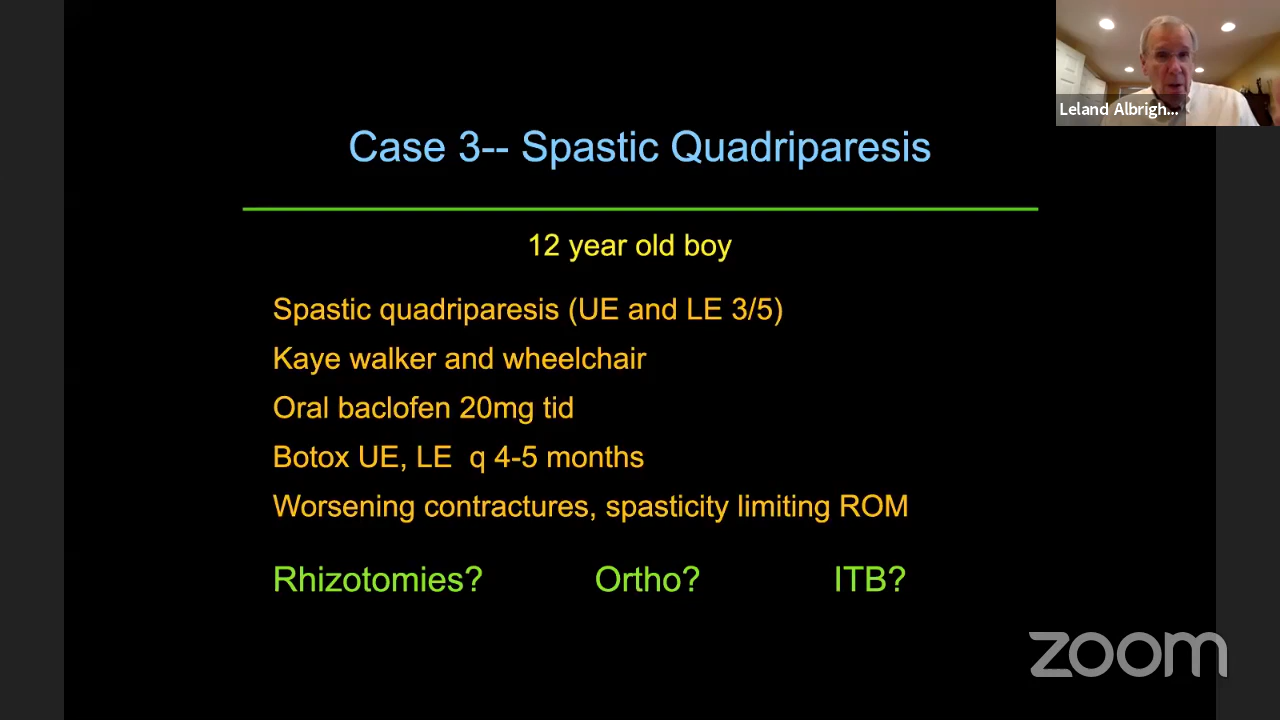 Leland Albrigh...
Case 3-- Spastic Quadriparesis
12 year old boy
Spastic quadriparesis (UE and LE 3/5)
Kaye walker and wheelchair
Oral baclofen 20mg tid
Botox UE, LE q 4-5 months
Worsening contractures, spasticity limiting ROM
Rhizotomies? Ortho? ITB?
zoom